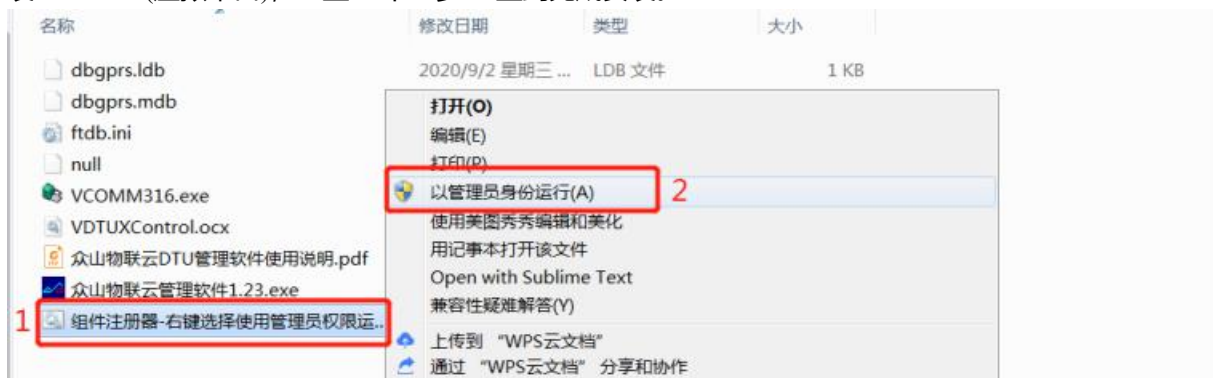 名称 修改日期 类型 大小
dbgprs.ldb 2020/9/2 星期三 ... LDB 文件 1 KB
dbgprs.mdb
ftdb.ini
null
VCOMM316.exe
VDTUXControl.ocx
众山物联云DTU管理软件使用说明.pdf
众山物联云管理软件1.23.exe
1 组件注册器-右键选择使用管理员权限运..
打开(O)
编辑(E)
打印(P)
以管理员身份运行(A) 2
使用美图秀秀编辑和美化
用记事本打开该文件
Open with Sublime Text
兼容性疑难解答(Y)
上传到 “WPS云文档”
通过 “WPS云文档” 分享和协作